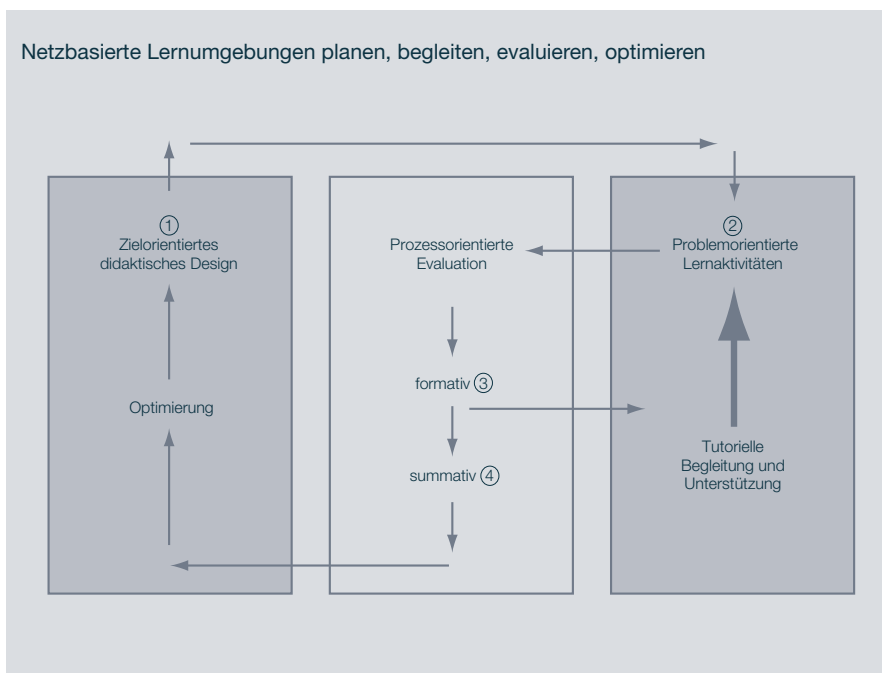 Netzbasierte Lernumgebungen planen, begleiten, evaluieren, optimieren
①
Zielorientiertes
didaktisches Design
Optimierung
Prozessorientierte
Evaluation
formativ ③
summativ ④
②
Problemorientierte
Lernaktivitäten
Tutorielle
Begleitung und
Unterstützung